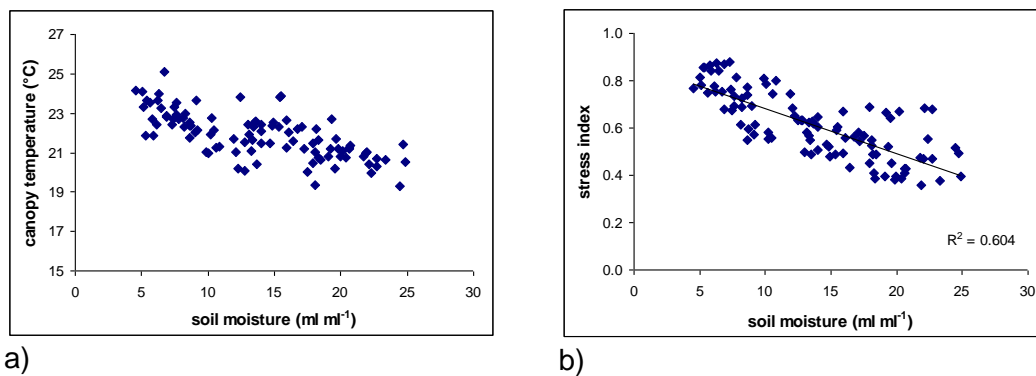 27
25
23
21
19
17
15
0 5 10 15 20 25 30
canopy temperature (°C)
soil moisture (ml ml⁻¹)
a)
1.0
0.8
0.6
0.4
0.2
0.0
0 5 10 15 20 25 30
stress index
soil moisture (ml ml⁻¹)
R² = 0.604
b)